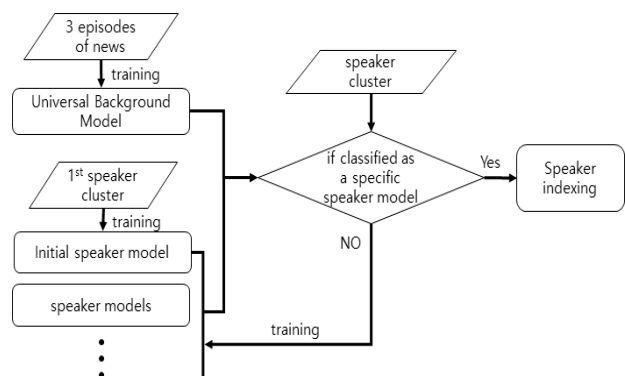 3 episodes
of news
training
Universal Background
Model
1st speaker
cluster
training
Initial speaker model
speaker models
speaker
cluster
if classified as
a specific
speaker model
Yes
Speaker
indexing
NO
training